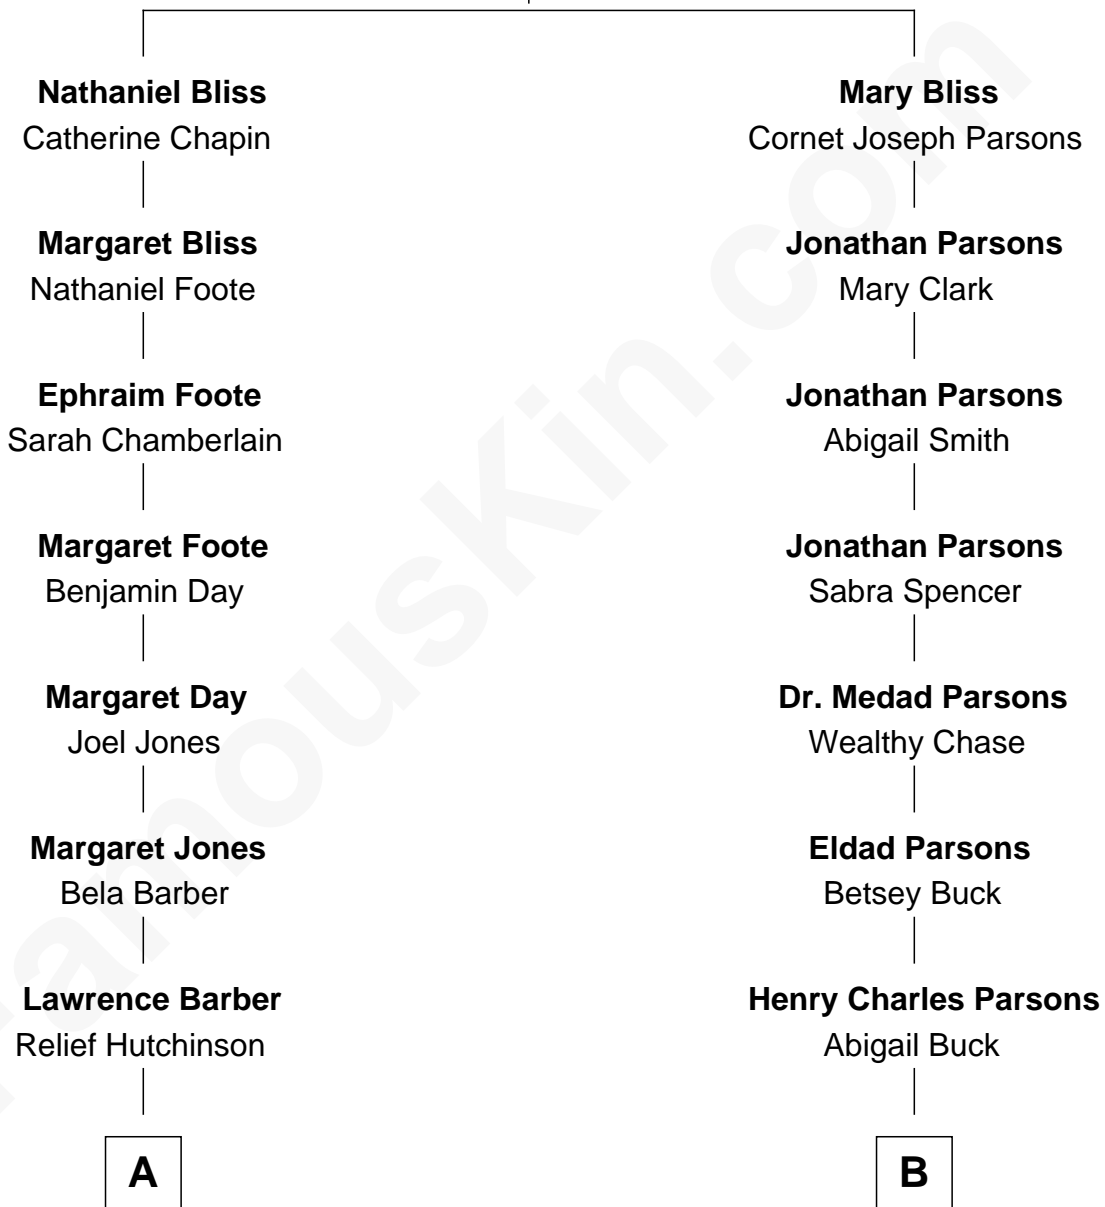 Nathaniel Bliss
Catherine Chapin
Margaret Bliss
Nathaniel Foote
Ephraim Foote
Sarah Chamberlain
Margaret Foote
Benjamin Day
Margaret Day
Joel Jones
Margaret Jones
Bela Barber
Lawrence Barber
Relief Hutchinson
A
Mary Bliss
Cornet Joseph Parsons
Jonathan Parsons
Mary Clark
Jonathan Parsons
Abigail Smith
Jonathan Parsons
Sabra Spencer
Dr. Medad Parsons
Wealthy Chase
Eldad Parsons
Betsey Buck
Henry Charles Parsons
Abigail Buck
B
FamousKin.com